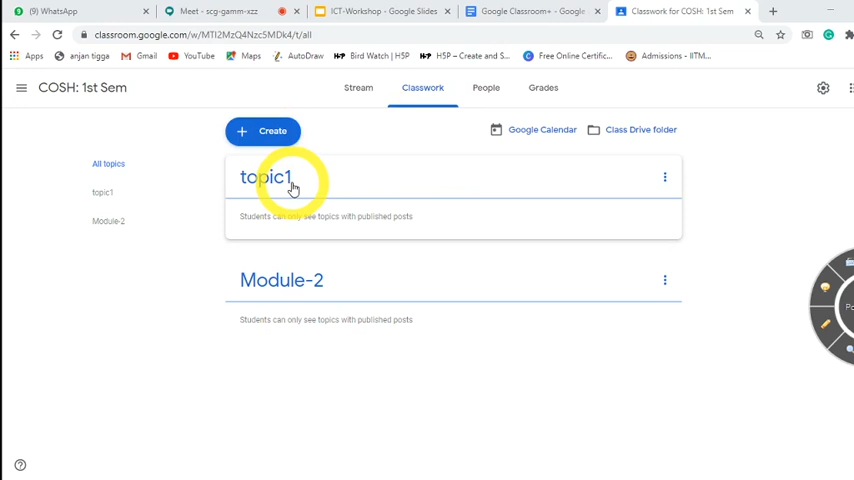 (9) WhatsApp
Meet - scg-gamm-xzz
ICT-Workshop - Google Slides
Google Classroom+ - Google
Classwork for COSH: 1st Sem
classroom.google.com/w/MTI2MzQ4Nzc5MDk4/t/all
Apps
anjan tigga
Gmail
YouTube
Maps
AutoDraw
H5P Bird Watch | H5P
H5P H5P – Create and S...
C Free Online Certific...
Admissions - IITM...
COSH: 1st Sem
Stream
Classwork
People
Grades
+ Create
Google Calendar
Class Drive folder
All topics
topic1
Module-2
topic1
Students can only see topics with published posts
Module-2
Students can only see topics with published posts